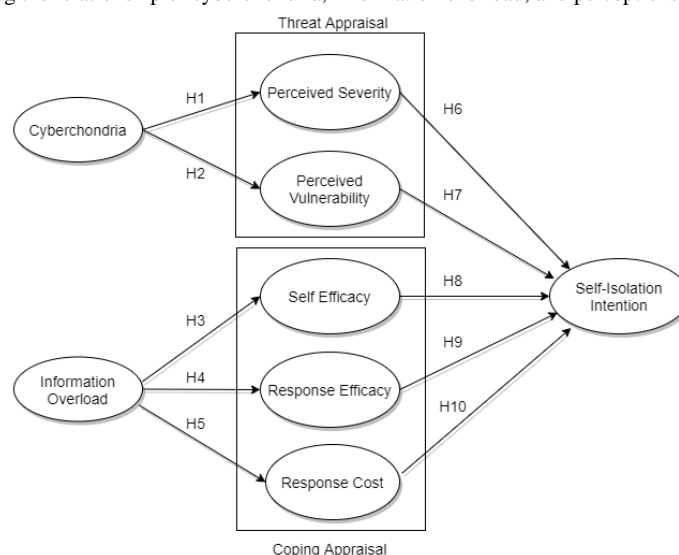 Threat Appraisal
Perceived Severity
H1
H6
Cyberchondria
H2
Perceived
Vulnerability
H7
Self Efficacy
H8
Self-Isolation
Intention
H3
H9
Information
Overload
H4
Response Efficacy
H10
H5
Response Cost
Coping Appraisal